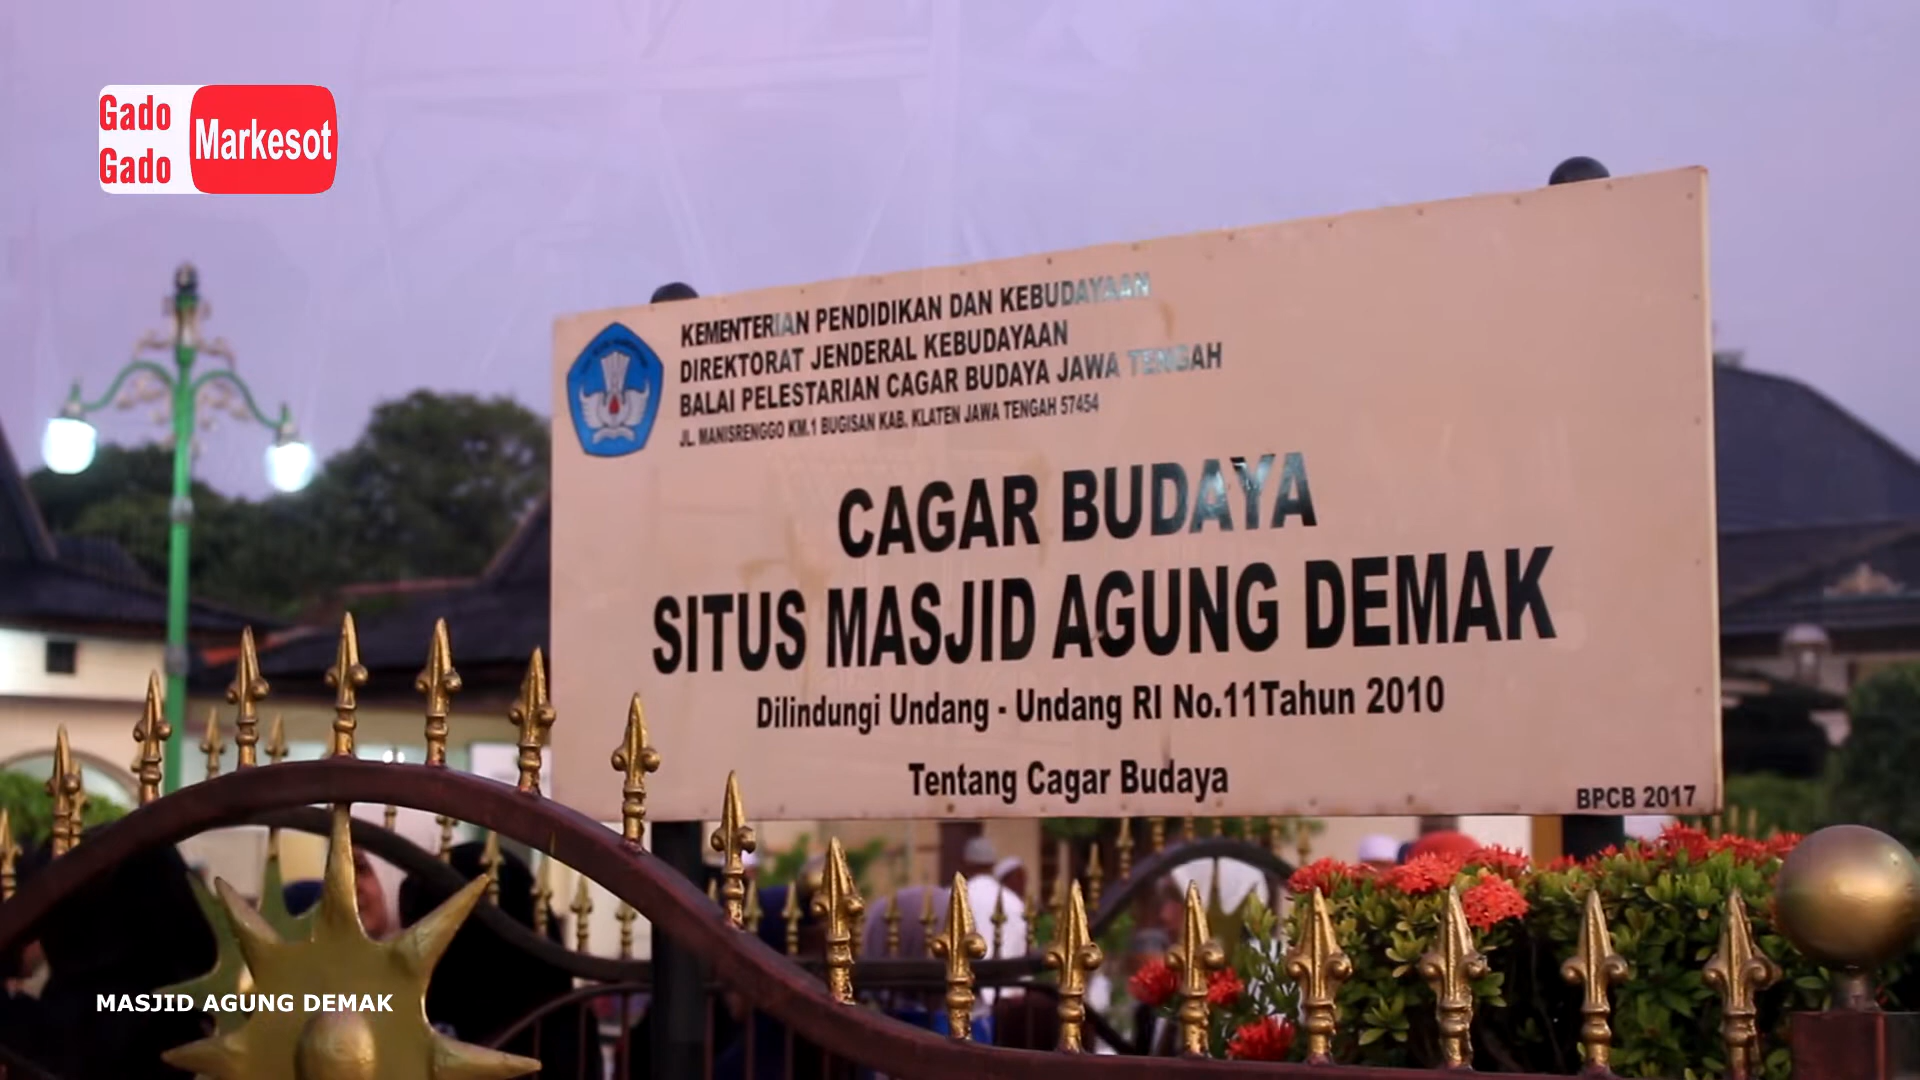 Gado
Gado
Markesot
KEMENTERIAN PENDIDIKAN DAN KEBUDAYAAN
DIREKTORAT JENDERAL KEBUDAYAAN
BALAI PELESTARIAN CAGAR BUDAYA JAWA TENGAH
JL. MANISRENGGO KM.1 BUGISAN KAB. KLATEN JAWA TENGAH 57454
CAGAR BUDAYA
SITUS MASJID AGUNG DEMAK
Dilindungi Undang - Undang RI No.11Tahun 2010
Tentang Cagar Budaya
BPCB 2017
MASJID AGUNG DEMAK